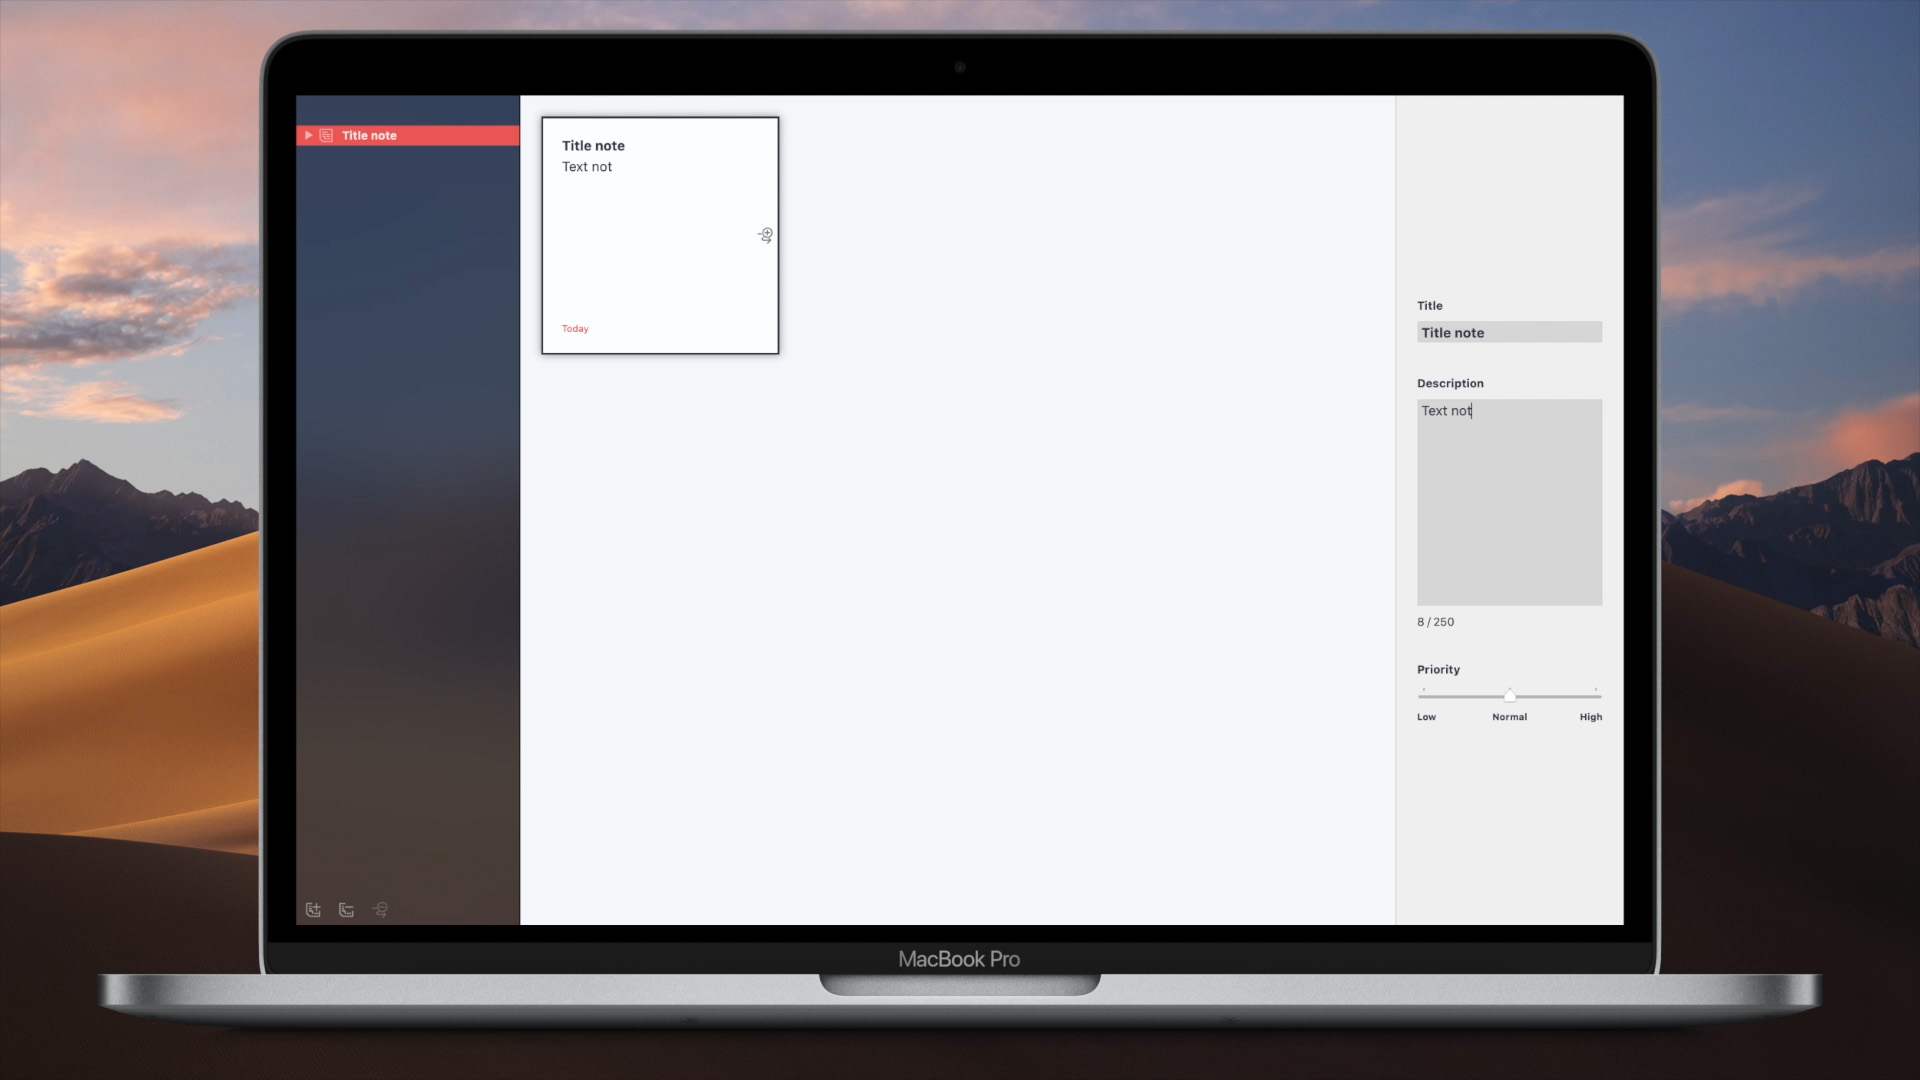 Title note
Title note
Text not
Today
Title
Title note
Description
Text not
8 / 250
Priority
Low Normal High
MacBook Pro